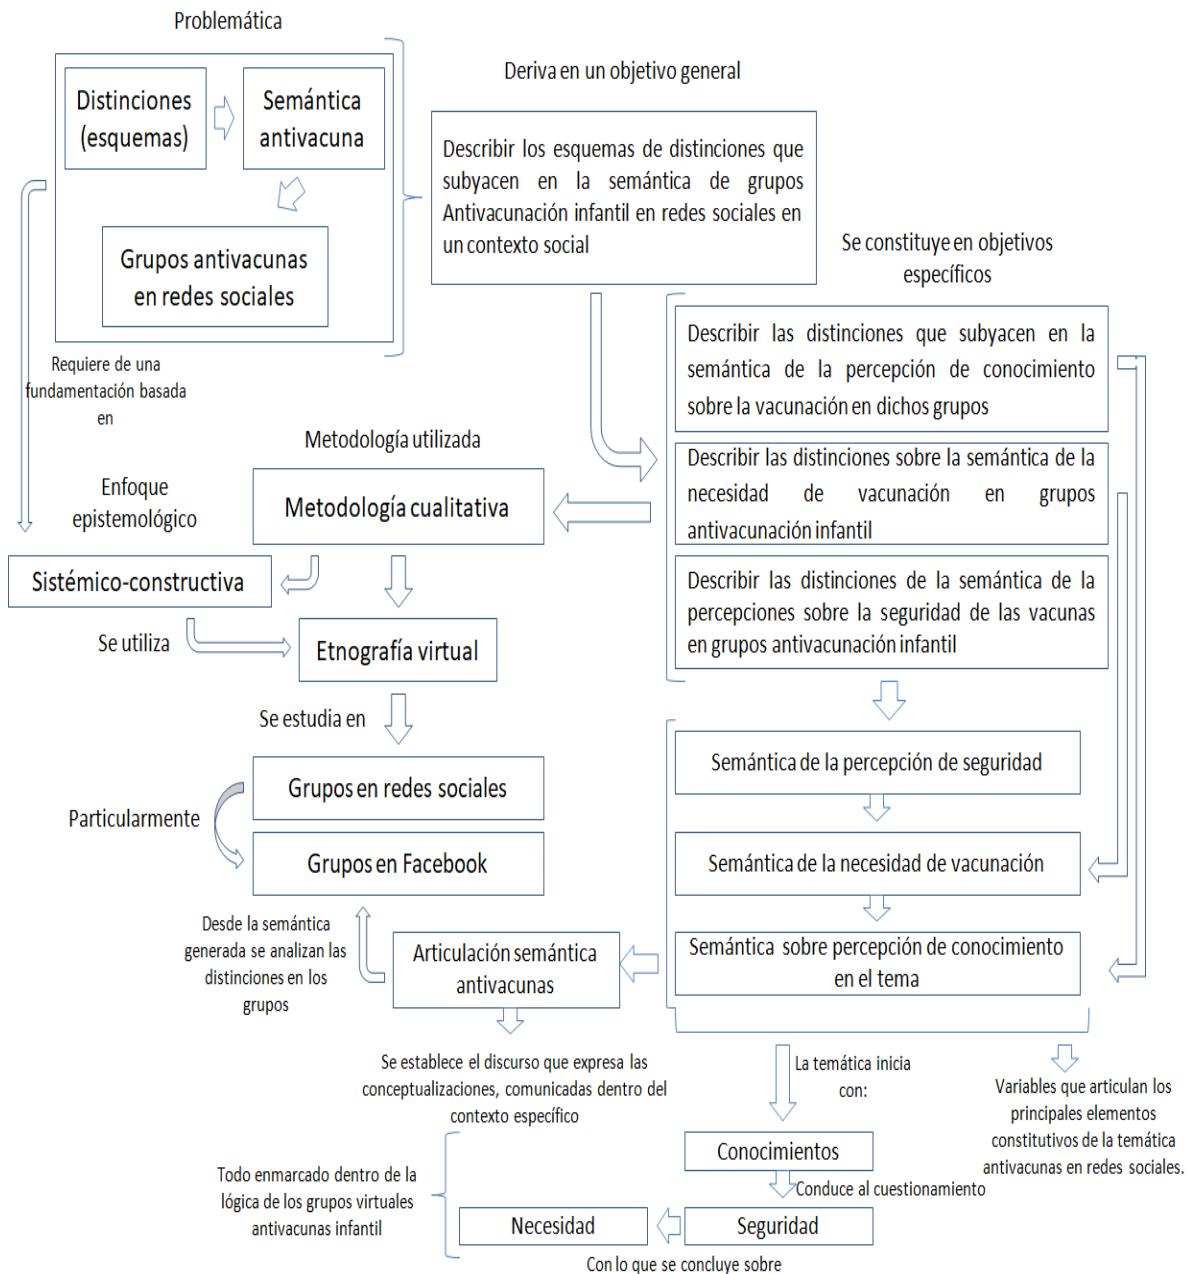 Problemática
Distinciones
(esquemas)
Semántica
antivacuna
Grupos antivacunas
en redes sociales
Deriva en un objetivo general
Describir los esquemas de distinciones que
subyacen en la semántica de grupos
Antivacunación infantil en redes sociales en
un contexto social
Se constituye en objetivos
específicos
Describir las distinciones que subyacen en la
semántica de la percepción de conocimiento
sobre la vacunación en dichos grupos
Describir las distinciones sobre la semántica de la
necesidad de vacunación en grupos
antivacunación infantil
Describir las distinciones de la semántica de la
percepciones sobre la seguridad de las vacunas
en grupos antivacunación infantil
Requiere de una
fundamentación basada
en
Metodología utilizada
Metodología cualitativa
Enfoque
epistemológico
Sistémico-constructiva
Se utiliza
Etnografía virtual
Se estudia en
Grupos en redes sociales
Particularmente
Grupos en Facebook
Semántica de la percepción de seguridad
Semántica de la necesidad de vacunación
Semántica sobre percepción de conocimiento
en el tema
Desde la semántica
generada se analizan las
distinciones en los
grupos
Articulación semántica
antivacunas
Se establece el discurso que expresa las
conceptualizaciones, comunicadas dentro del
contexto específico
La temática inicia
con:
Variables que articulan los
principales elementos
constitutivos de la temática
antivacunas en redes sociales.
Conocimientos
Conduce al cuestionamiento
Todo enmarcado dentro de la
lógica de los grupos virtuales
antivacunas infantil
Necesidad
Seguridad
Con lo que se concluye sobre